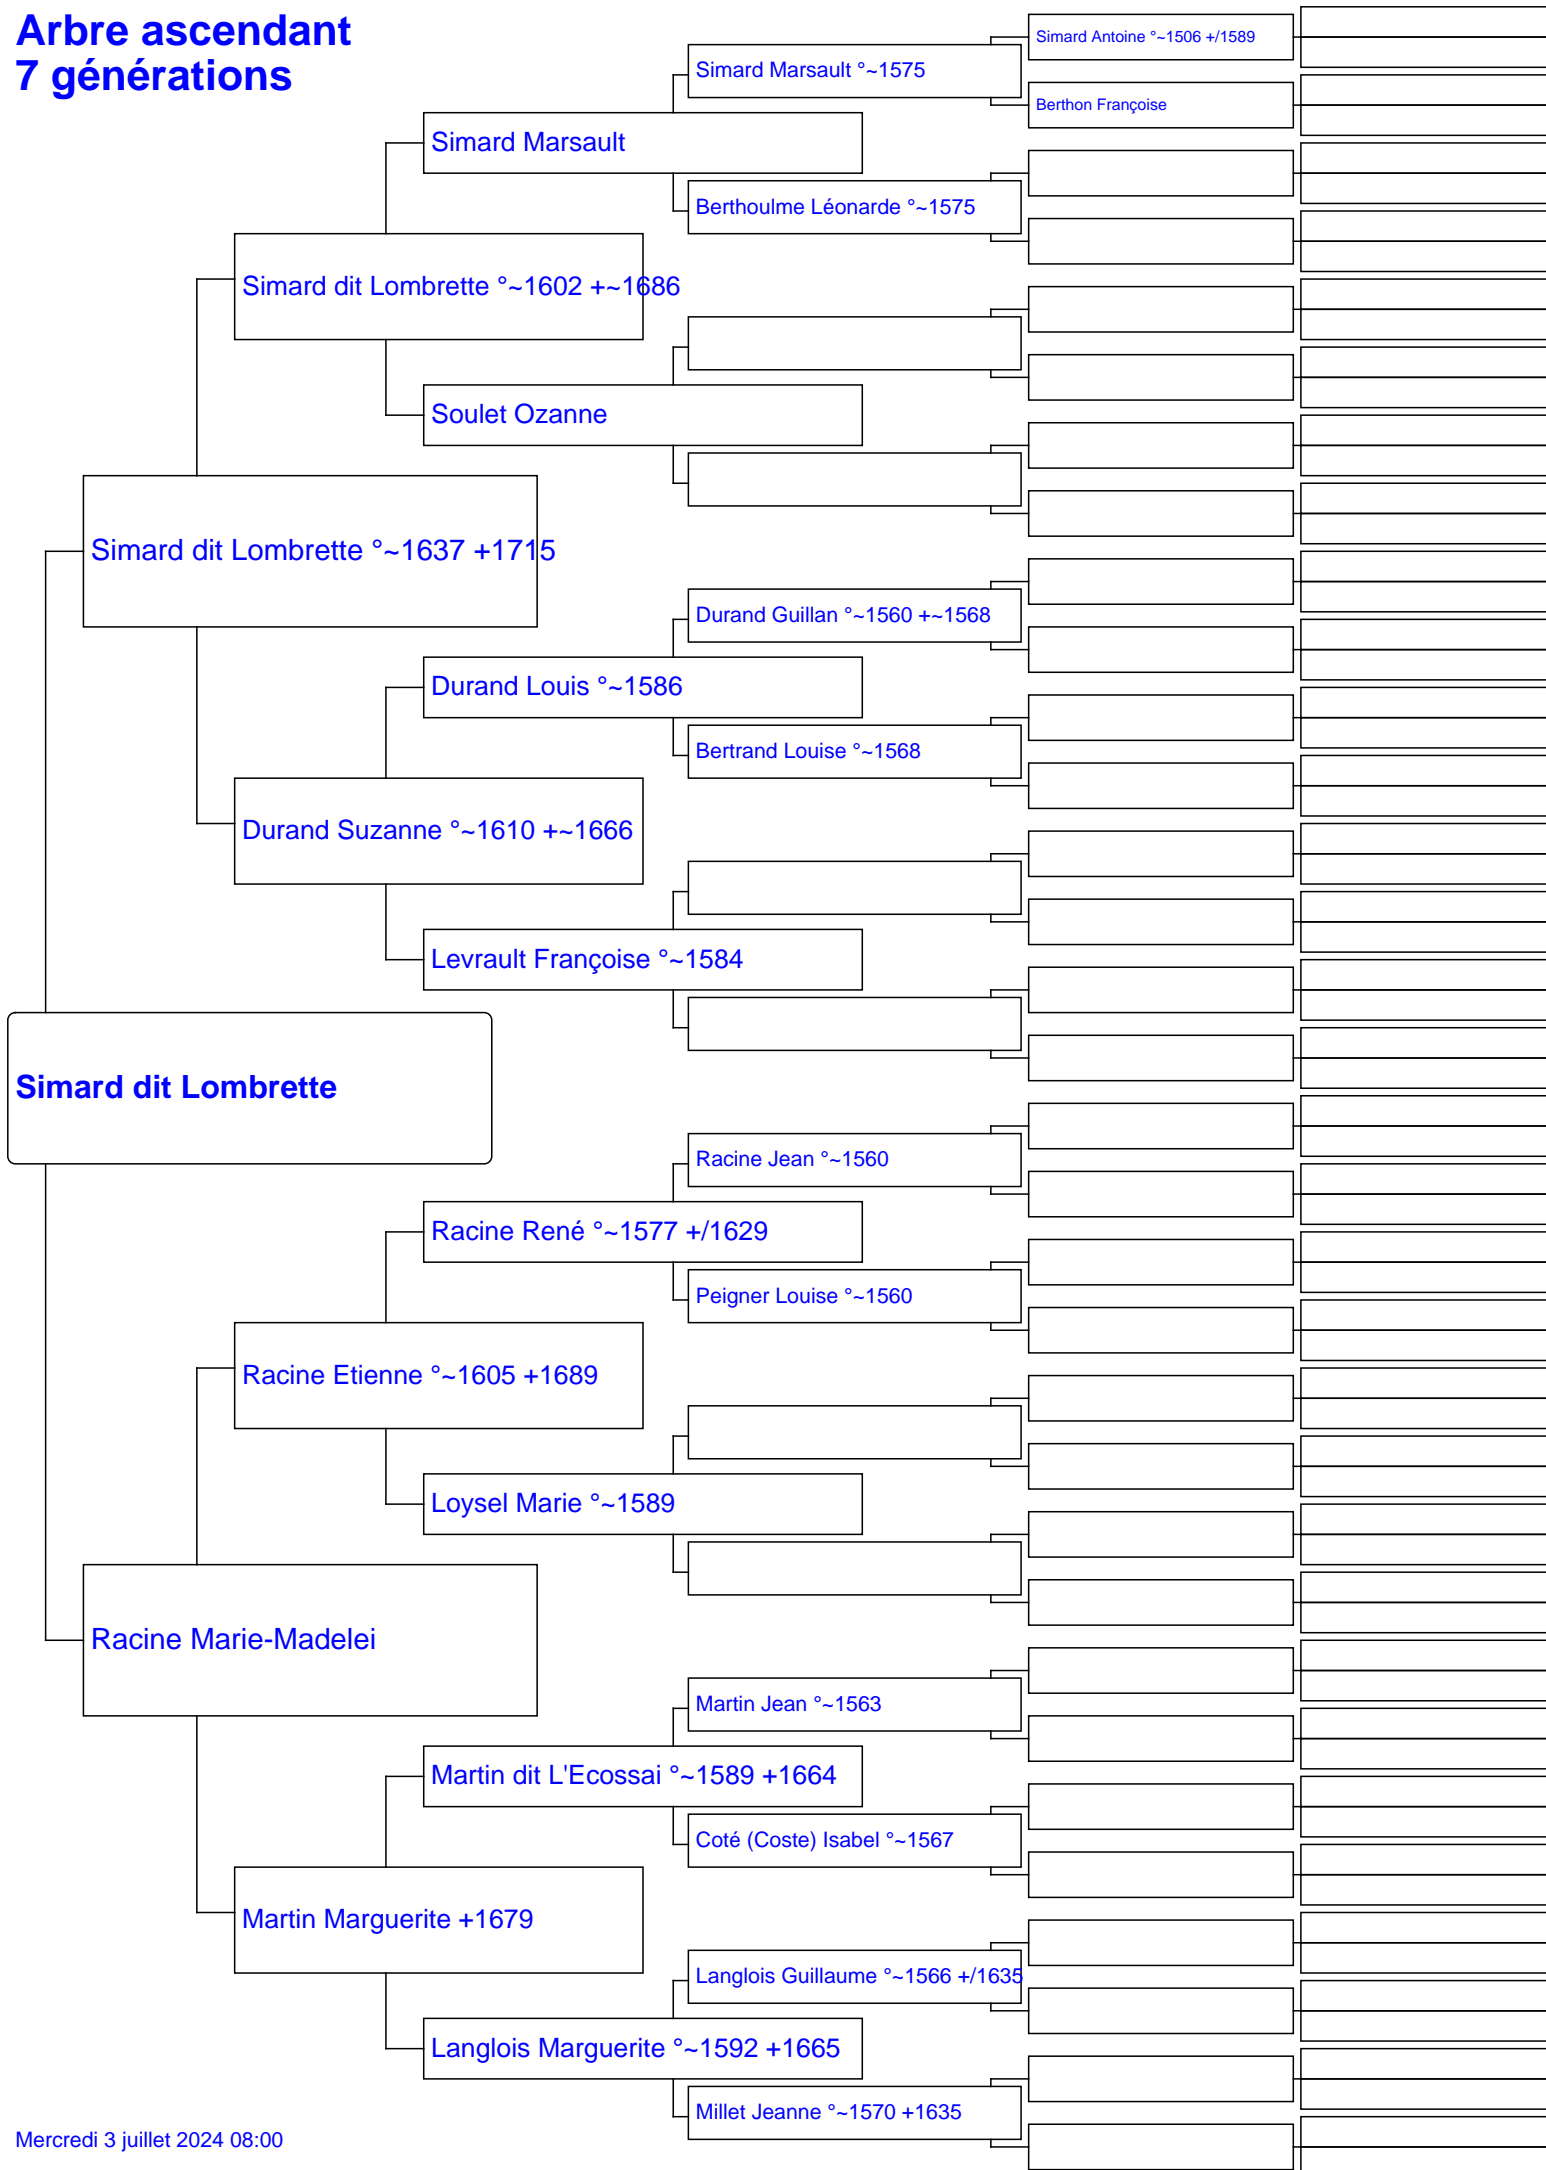 Arbre ascendant
7 générations
Simard Antoine °~1506 +/1589
Simard Marsault °~1575
Berthon Françoise
Simard Marsault
Berthoulme Léonarde °~1575
Simard dit Lombrette °~1602 +~1686
Soulet Ozanne
Simard dit Lombrette °~1637 +1715
Durand Guillan °~1560 +~1568
Durand Louis °~1586
Bertrand Louise °~1568
Durand Suzanne °~1610 +~1666
Levrault Françoise °~1584
Simard dit Lombrette
Racine Jean °~1560
Racine René °~1577 +/1629
Peigner Louise °~1560
Racine Etienne °~1605 +1689
Loysel Marie °~1589
Racine Marie-Madelei
Martin Jean °~1563
Martin dit L'Ecossai °~1589 +1664
Coté (Coste) Isabel °~1567
Martin Marguerite +1679
Langlois Guillaume °~1566 +/1635
Langlois Marguerite °~1592 +1665
Millet Jeanne °~1570 +1635
Mercredi 3 juillet 2024 08:00